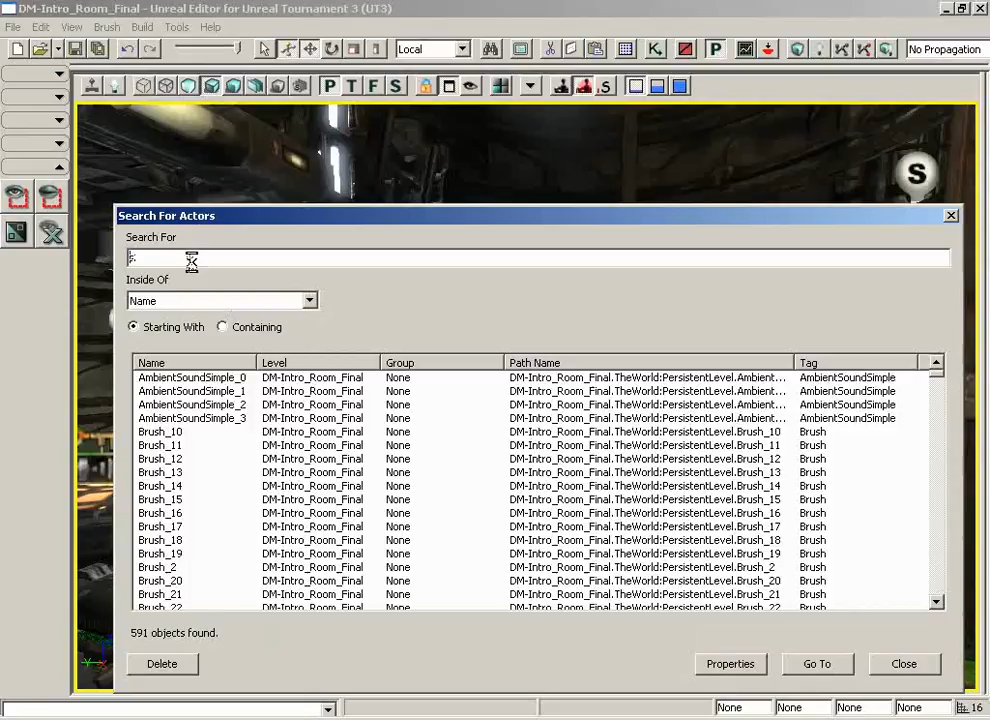 DM-Intro_Room_Final - Unreal Editor for Unreal Tournament 3 (UT3)
File Edit View Brush Build Tools Help
Local No Propagation
P T F S S
S
Search For Actors
Search For
Inside Of
Name
Starting With Containing
Name Level Group Path Name Tag
AmbientSoundSimple_0 DM-Intro_Room_Final None DM-Intro_Room_Final.TheWorld:PersistentLevel.Ambient... AmbientSoundSimple
AmbientSoundSimple_1 DM-Intro_Room_Final None DM-Intro_Room_Final.TheWorld:PersistentLevel.Ambient... AmbientSoundSimple
AmbientSoundSimple_2 DM-Intro_Room_Final None DM-Intro_Room_Final.TheWorld:PersistentLevel.Ambient... AmbientSoundSimple
AmbientSoundSimple_3 DM-Intro_Room_Final None DM-Intro_Room_Final.TheWorld:PersistentLevel.Ambient... AmbientSoundSimple
Brush_10 DM-Intro_Room_Final None DM-Intro_Room_Final.TheWorld:PersistentLevel.Brush_10 Brush
Brush_11 DM-Intro_Room_Final None DM-Intro_Room_Final.TheWorld:PersistentLevel.Brush_11 Brush
Brush_12 DM-Intro_Room_Final None DM-Intro_Room_Final.TheWorld:PersistentLevel.Brush_12 Brush
Brush_13 DM-Intro_Room_Final None DM-Intro_Room_Final.TheWorld:PersistentLevel.Brush_13 Brush
Brush_14 DM-Intro_Room_Final None DM-Intro_Room_Final.TheWorld:PersistentLevel.Brush_14 Brush
Brush_15 DM-Intro_Room_Final None DM-Intro_Room_Final.TheWorld:PersistentLevel.Brush_15 Brush
Brush_16 DM-Intro_Room_Final None DM-Intro_Room_Final.TheWorld:PersistentLevel.Brush_16 Brush
Brush_17 DM-Intro_Room_Final None DM-Intro_Room_Final.TheWorld:PersistentLevel.Brush_17 Brush
Brush_18 DM-Intro_Room_Final None DM-Intro_Room_Final.TheWorld:PersistentLevel.Brush_18 Brush
Brush_19 DM-Intro_Room_Final None DM-Intro_Room_Final.TheWorld:PersistentLevel.Brush_19 Brush
Brush_2 DM-Intro_Room_Final None DM-Intro_Room_Final.TheWorld:PersistentLevel.Brush_2 Brush
Brush_20 DM-Intro_Room_Final None DM-Intro_Room_Final.TheWorld:PersistentLevel.Brush_20 Brush
Brush_21 DM-Intro_Room_Final None DM-Intro_Room_Final.TheWorld:PersistentLevel.Brush_21 Brush
Brush_22 DM-Intro_Room_Final None DM-Intro_Room_Final.TheWorld:PersistentLevel.Brush_22 Brush
591 objects found.
Delete Properties Go To Close
None None None None 16